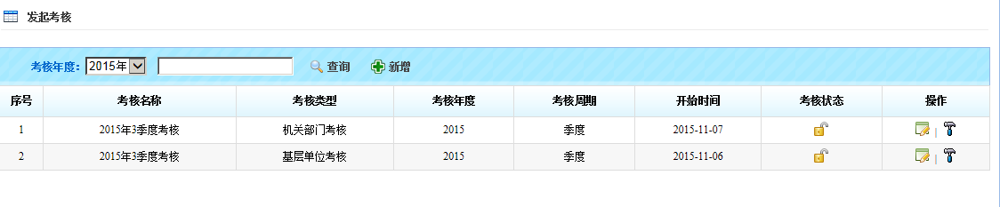 发起考核
考核年度： 2015年 查询 新增
序号 考核名称 考核类型 考核年度 考核周期 开始时间 考核状态 操作
1 2015年3季度考核 机关部门考核 2015 季度 2015-11-07 |
2 2015年3季度考核 基层单位考核 2015 季度 2015-11-06 |